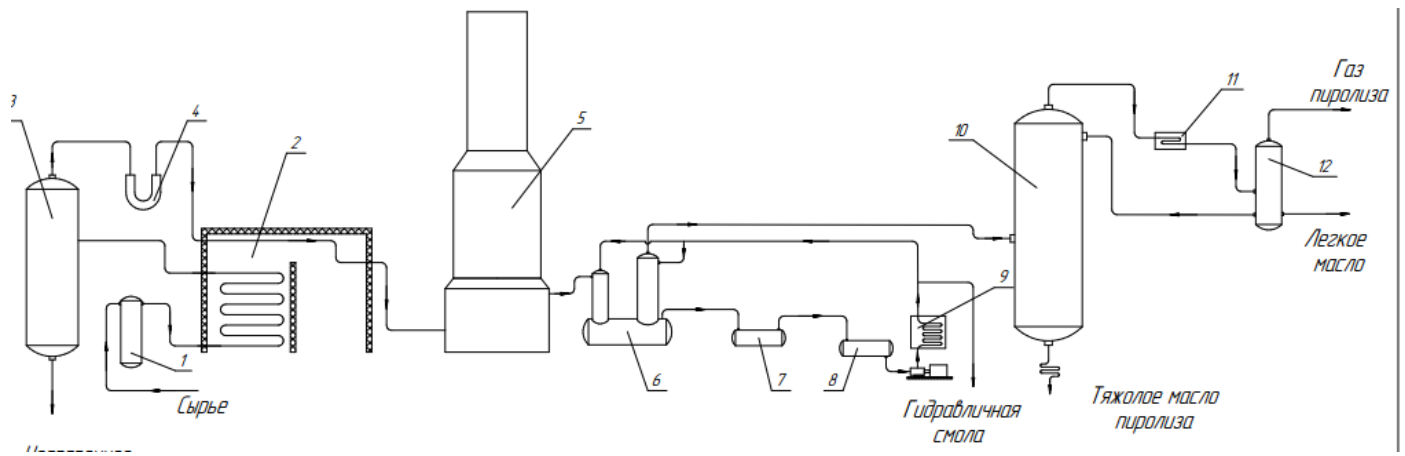 Газ
пиролиза
11
3
4
2
5
10
12
Легкое
масло
9
1
6
7
8
Сырье
Гидравличная
смола
Тяжолое масло
пиролиза